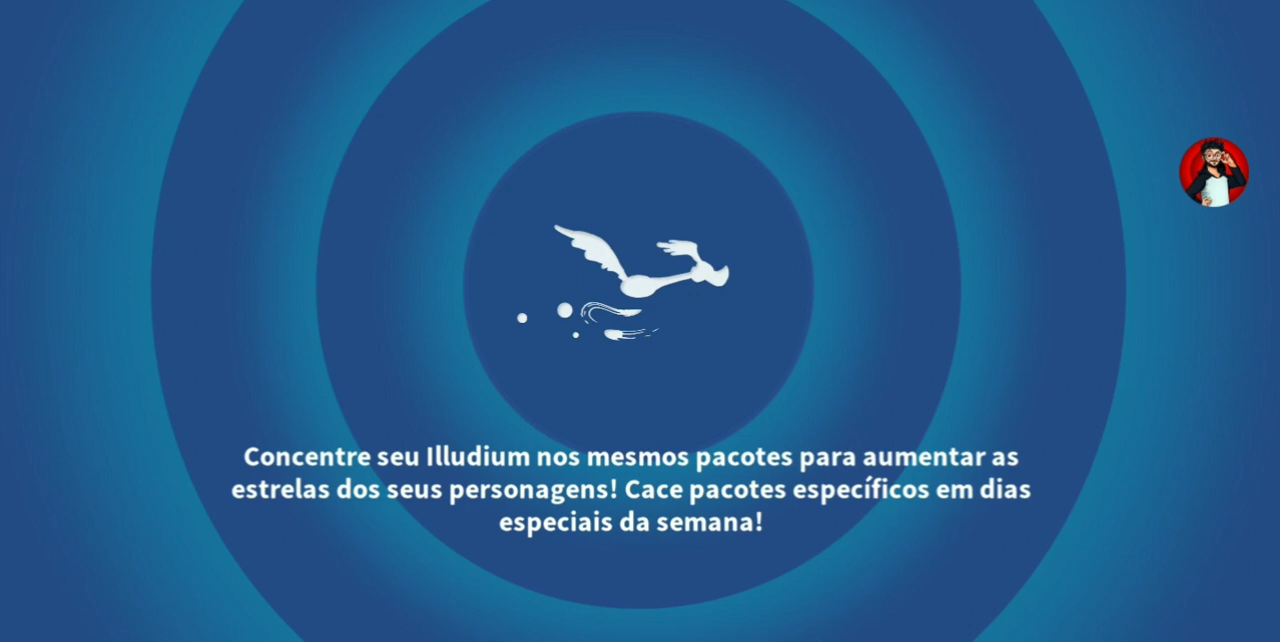 Concentre seu Illudium nos mesmos pacotes para aumentar as
estrelas dos seus personagens! Cace pacotes específicos em dias
especiais da semana!